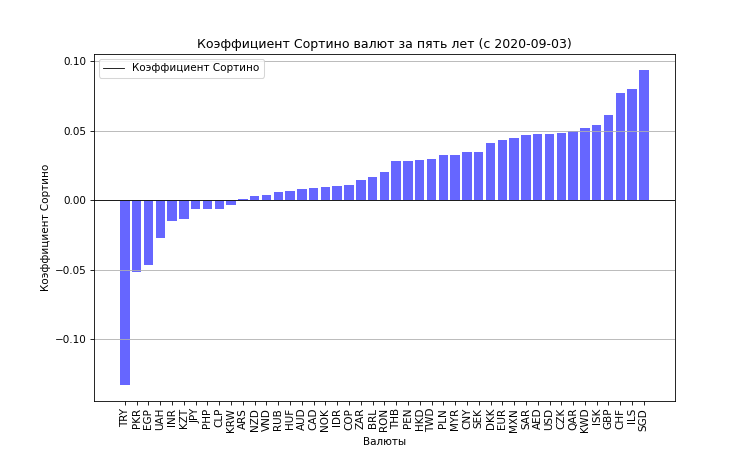 Коэффициент Сортино валют за пять лет (с 2020-09-03)
Коэффициент Сортино
0.10
0.05
0.00
−0.05
−0.10
Коэффициент Сортино
TRY PKR EGP UAH INR KZT JPY PHP CLP KRW ARS NZD VND RUB HUF AUD CAD NOK IDR COP ZAR BRL RON THB PEN HKD TWD PLN MYR CNY SEK DKK EUR MXN SAR AED USD CZK QAR KWD ISK GBP CHF ILS SGD
Валюты